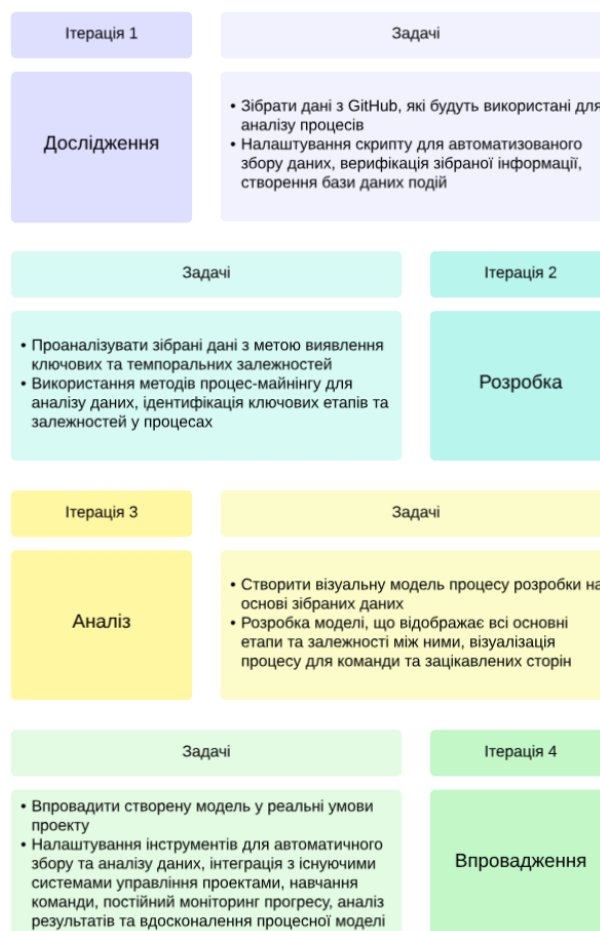 Ітерація 1
Задачі
Дослідження
• Зібрати дані з GitHub, які будуть використані для
аналізу процесів
• Налаштування скрипту для автоматизованого
збору даних, верифікація зібраної інформації,
створення бази даних подій
Задачі
Ітерація 2
• Проаналізувати зібрані дані з метою виявлення
ключових та темпоральних залежностей
• Використання методів процес-майнінгу для
аналізу даних, ідентифікація ключових етапів та
залежностей у процесах
Розробка
Ітерація 3
Задачі
Аналіз
• Створити візуальну модель процесу розробки на
основі зібраних даних
• Розробка моделі, що відображає всі основні
етапи та залежності між ними, візуалізація
процесу для команди та зацікавлених сторін
Задачі
Ітерація 4
• Впровадити створену модель у реальні умови
проекту
• Налаштування інструментів для автоматичного
збору та аналізу даних, інтеграція з існуючими
системами управління проектами, навчання
команди, постійний моніторинг прогресу, аналіз
результатів та вдосконалення процесної моделі
Впровадження